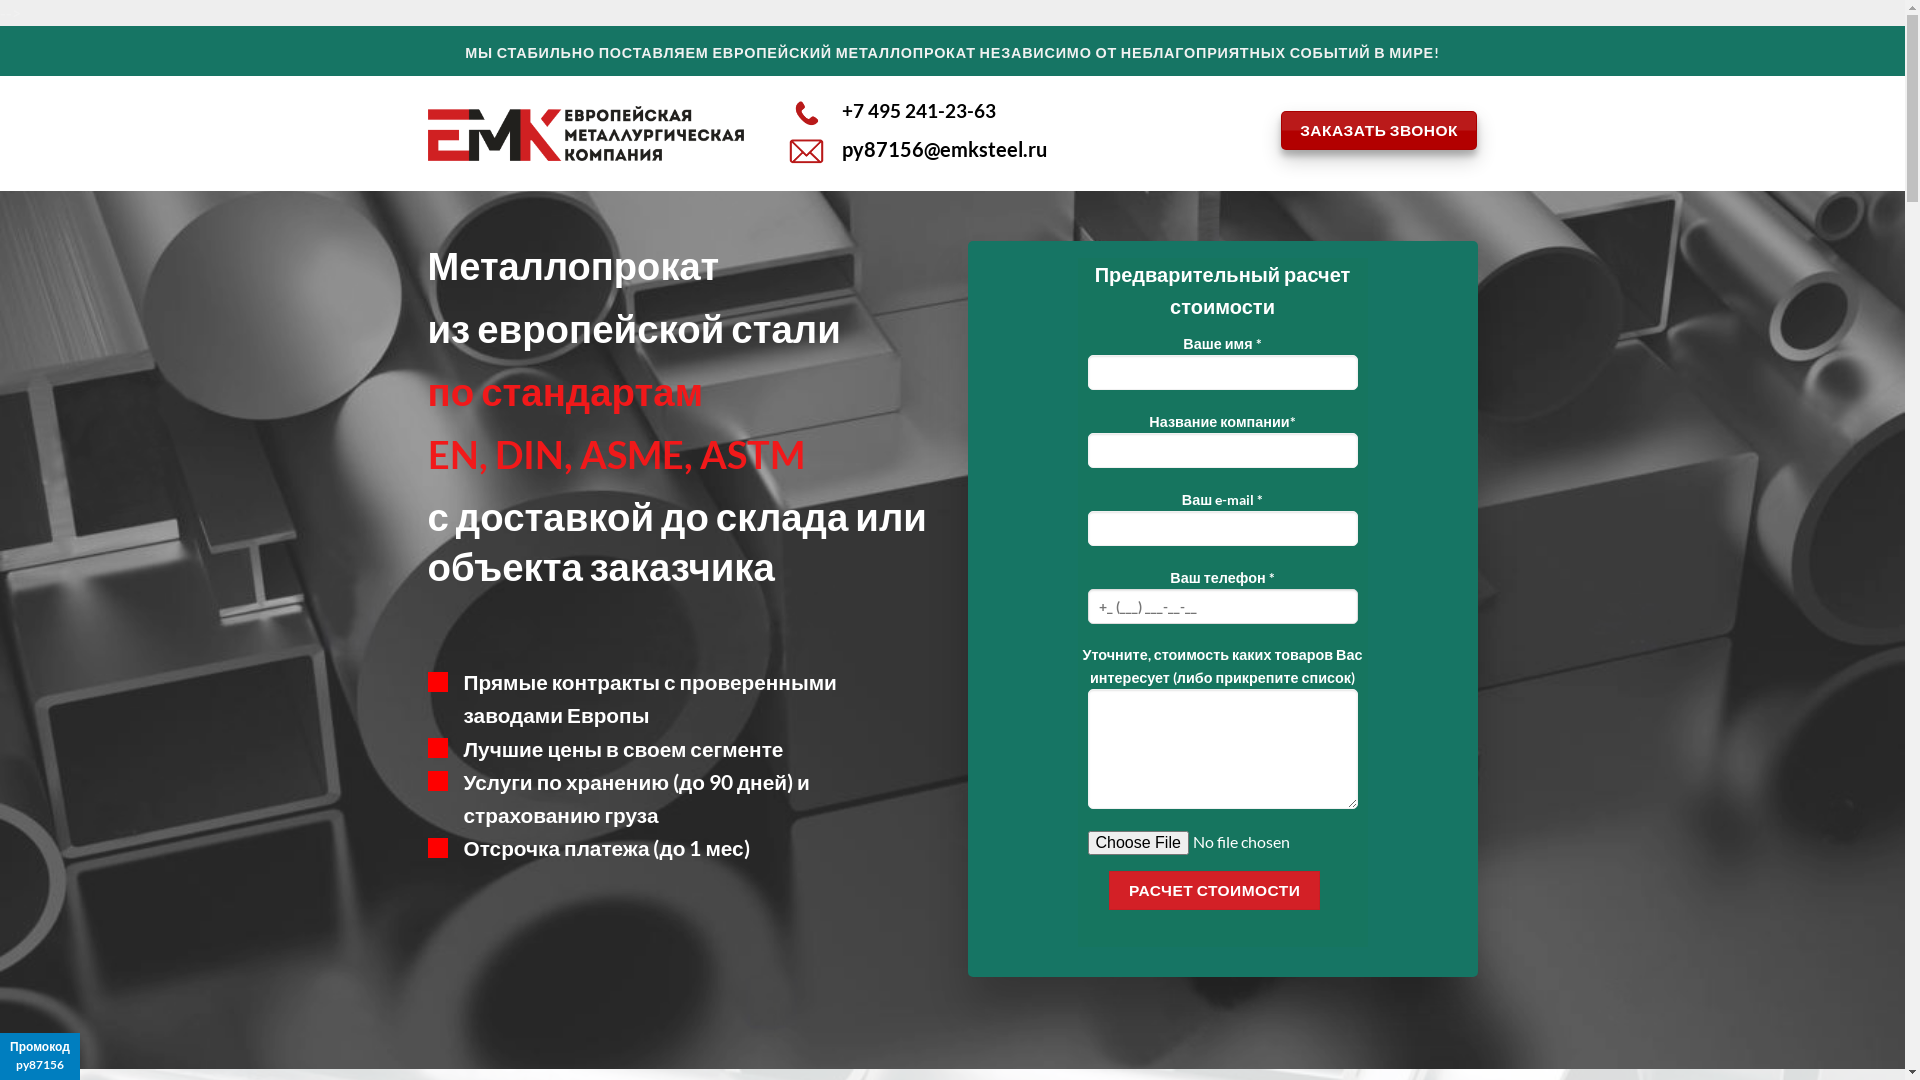 МЫ СТАБИЛЬНО ПОСТАВЛЯЕМ ЕВРОПЕЙСКИЙ МЕТАЛЛОПРОКАТ НЕЗАВИСИМО ОТ НЕБЛАГОПРИЯТНЫХ СОБЫТИЙ В МИРЕ!
ЕМК ЕВРОПЕЙСКАЯ
МЕТАЛЛУРГИЧЕСКАЯ
КОМПАНИЯ
+7 495 241-23-63
py87156@emksteel.ru
ЗАКАЗАТЬ ЗВОНОК
Металлопрокат
из европейской стали
по стандартам
EN, DIN, ASME, ASTM
с доставкой до склада или
объекта заказчика
Прямые контракты с проверенными
заводами Европы
Лучшие цены в своем сегменте
Услуги по хранению (до 90 дней) и
страхованию груза
Отсрочка платежа (до 1 мес)
Предварительный расчет
стоимости
Ваше имя *
Название компании*
Ваш e-mail *
Ваш телефон *
+_ (___) ___-__-__
Уточните, стоимость каких товаров Вас
интересует (либо прикрепите список)
Choose File No file chosen
РАСЧЕТ СТОИМОСТИ
Промокод
py87156